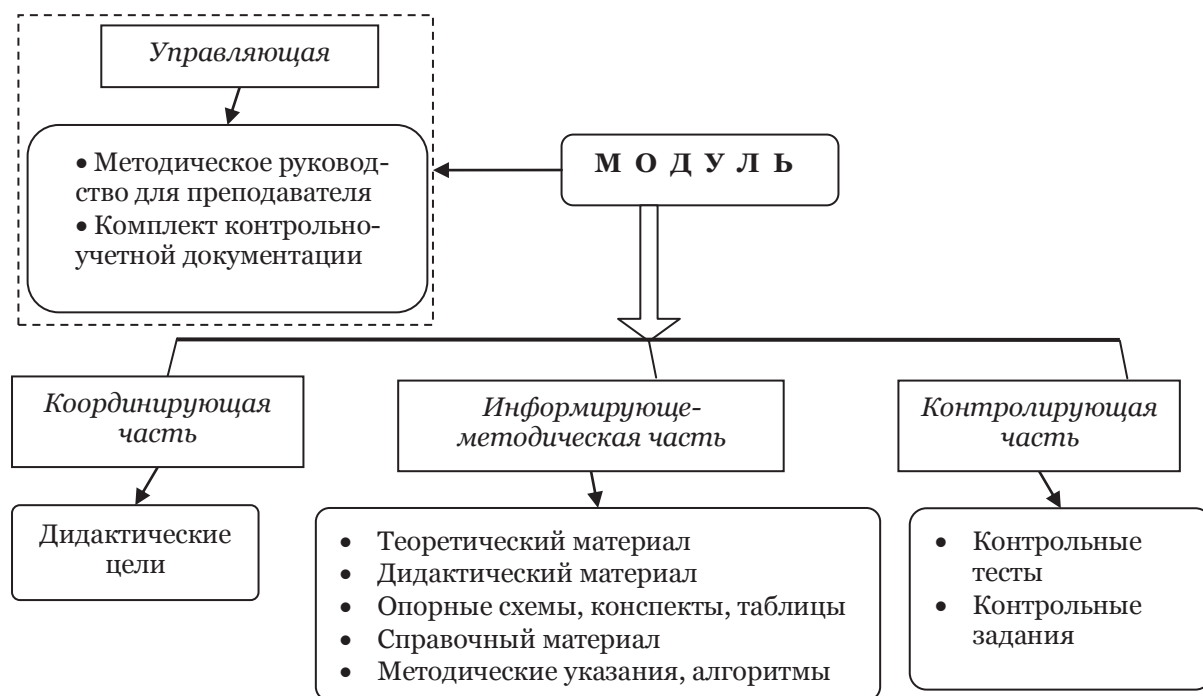 Управляющая
• Методическое руковод-
ство для преподавателя
• Комплект контрольно-
учетной документации
МОДУЛЬ
Координирующая
часть
Дидактические
цели
Информирующе-
методическая часть
• Теоретический материал
• Дидактический материал
• Опорные схемы, конспекты, таблицы
• Справочный материал
• Методические указания, алгоритмы
Контролирующая
часть
• Контрольные
тесты
• Контрольные
задания